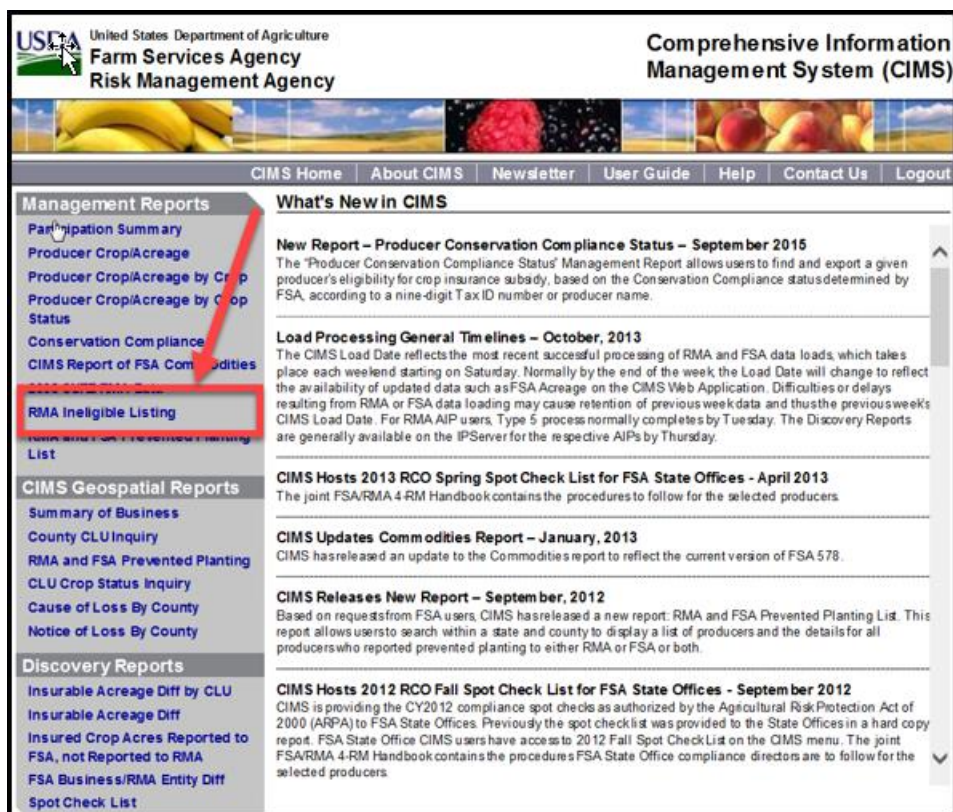 USDA
United States Department of Agriculture
Farm Services Agency
Risk Management Agency
Comprehensive Information
Management System (CIMS)
CIMS Home | About CIMS | Newsletter | User Guide | Help | Contact Us | Logout
Management Reports
Participation Summary
Producer Crop/Acreage
Producer Crop/Acreage by Crop
Producer Crop/Acreage by Crop
Status
Conservation Compliance
CIMS Report of FSA Commodities
RMA Ineligible Listing
RMA and FSA Prevented Planting
List
CIMS Geospatial Reports
Summary of Business
County CLU Inquiry
RMA and FSA Prevented Planting
CLU Crop Status Inquiry
Cause of Loss By County
Notice of Loss By County
Discovery Reports
Insurable Acreage Diff by CLU
Insurable Acreage Diff
Insured Crop Acres Reported to
FSA, not Reported to RMA
FSA Business/RMA Entity Diff
Spot Check List
What's New in CIMS
New Report – Producer Conservation Compliance Status – September 2015
The "Producer Conservation Compliance Status' Management Report allows users to find and export a given
producer's eligibility for crop insurance subsidy, based on the Conservation Compliance status determined by
FSA, according to a nine-digit Tax ID number or producer name.
Load Processing General Timelines – October, 2013
The CIMS Load Date reflects the most recent successful processing of RMA and FSA data loads, which takes
place each weekend starting on Saturday. Normally by the end of the week, the Load Date will change to reflect
the availability of updated data such as FSA Acreage on the CIMS Web Application. Difficulties or delays
resulting from RMA or FSA data loading may cause retention of previous week data and thus the previous week's
CIMS Load Date. For RMA AIP users, Type 5 process normally completes by Tuesday. The Discovery Reports
are generally available on the IPServer for the respective AIPs by Thursday.
CIMS Hosts 2013 RCO Spring Spot Check List for FSA State Offices - April 2013
The joint FSA/RMA 4-RM Handbook contains the procedures to follow for the selected producers.
CIMS Updates Commodities Report – January, 2013
CIMS has released an update to the Commodities report to reflect the current version of FSA 578.
CIMS Releases New Report – September, 2012
Based on requests from FSA users, CIMS has released a new report: RMA and FSA Prevented Planting List. This
report allows users to search within a state and county to display a list of producers and the details for all
producers who reported prevented planting to either RMA or FSA or both.
CIMS Hosts 2012 RCO Fall Spot Check List for FSA State Offices - September 2012
CIMS is providing the CY2012 compliance spot checks as authorized by the Agricultural Risk Protection Act of
2000 (ARPA) to FSA State Offices. Previously the spot checklist was provided to the State Offices in a hard copy
report. FSA State Office CIMS users have access to 2012 Fall Spot Check List on the CIMS menu. The joint
FSA/RMA 4-RM Handbook contains the procedures FSA State Office compliance directors are to follow for the
selected producers.